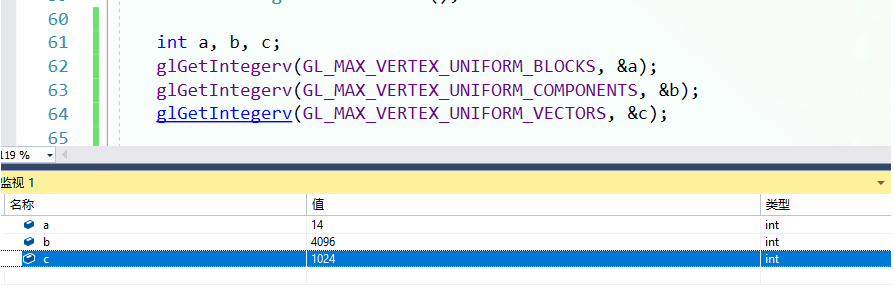 60
61 int a, b, c;
62 glGetIntegerv(GL_MAX_VERTEX_UNIFORM_BLOCKS, &a);
63 glGetIntegerv(GL_MAX_VERTEX_UNIFORM_COMPONENTS, &b);
64 glGetIntegerv(GL_MAX_VERTEX_UNIFORM_VECTORS, &c);
65
119 %
监视 1
名称 值 类型
a 14 int
b 4096 int
c 1024 int